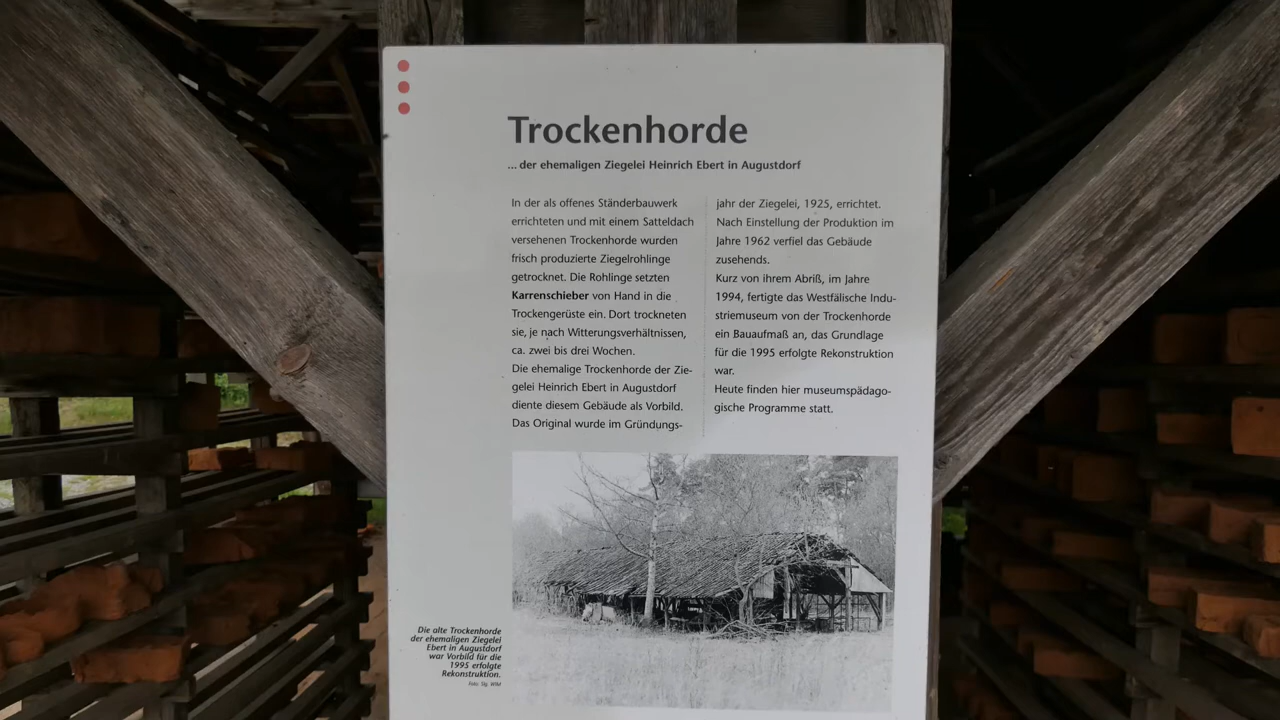 Trockenhorde
... der ehemaligen Ziegelei Heinrich Ebert in Augustdorf
In der als offenes Ständerbauwerk
errichteten und mit einem Satteldach
versehenen Trockenhorde wurden
frisch produzierte Ziegelrohlinge
getrocknet. Die Rohlinge setzten
Karrenschieber von Hand in die
Trockengerüste ein. Dort trockneten
sie, je nach Witterungsverhältnissen,
ca. zwei bis drei Wochen.
Die ehemalige Trockenhorde der Zie-
gelei Heinrich Ebert in Augustdorf
diente diesem Gebäude als Vorbild.
Das Original wurde im Gründungs-
jahr der Ziegelei, 1925, errichtet.
Nach Einstellung der Produktion im
Jahre 1962 verfiel das Gebäude
zusehends.
Kurz von ihrem Abriß, im Jahre
1994, fertigte das Westfälische Indu-
striemuseum von der Trockenhorde
ein Bauaufmaß an, das Grundlage
für die 1995 erfolgte Rekonstruktion
war.
Heute finden hier museumspädago-
gische Programme statt.
Die alte Trockenhorde
der ehemaligen Ziegelei
Ebert in Augustdorf
war Vorbild für die
1995 erfolgte
Rekonstruktion.
Foto: Slg. WIM